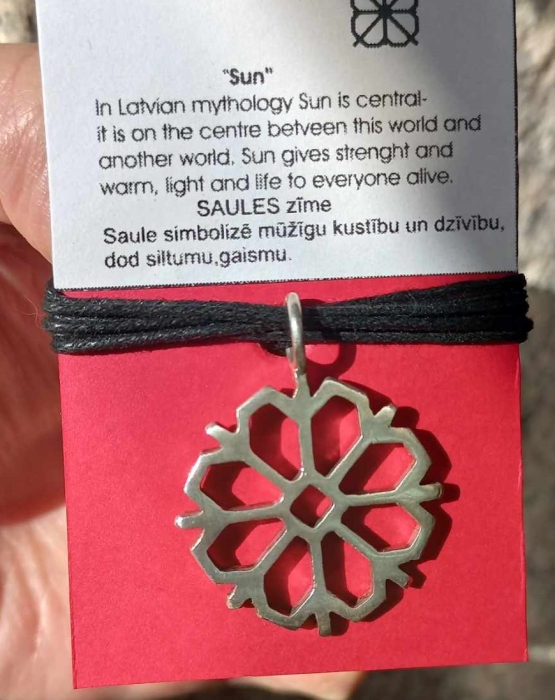 "Sun"
In Latvian mythology Sun is central-
it is on the centre betveen this world and
another world. Sun gives strenght and
warm, light and life to everyone alive.
SAULES zīme
Saule simbolizē mūžīgu kustību un dzīvību,
dod siltumu,gaismu.